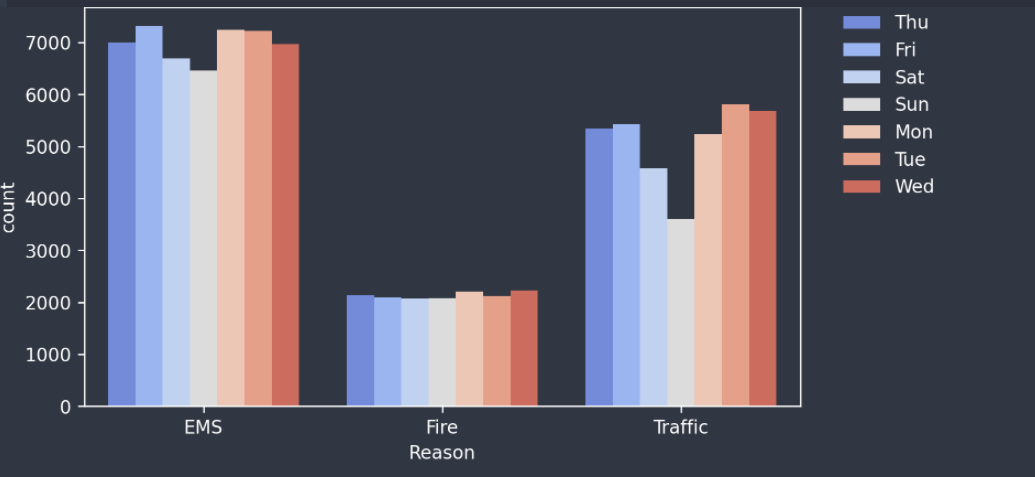 7000
6000
5000
4000
3000
2000
1000
0
count
EMS
Fire
Traffic
Reason
Thu
Fri
Sat
Sun
Mon
Tue
Wed